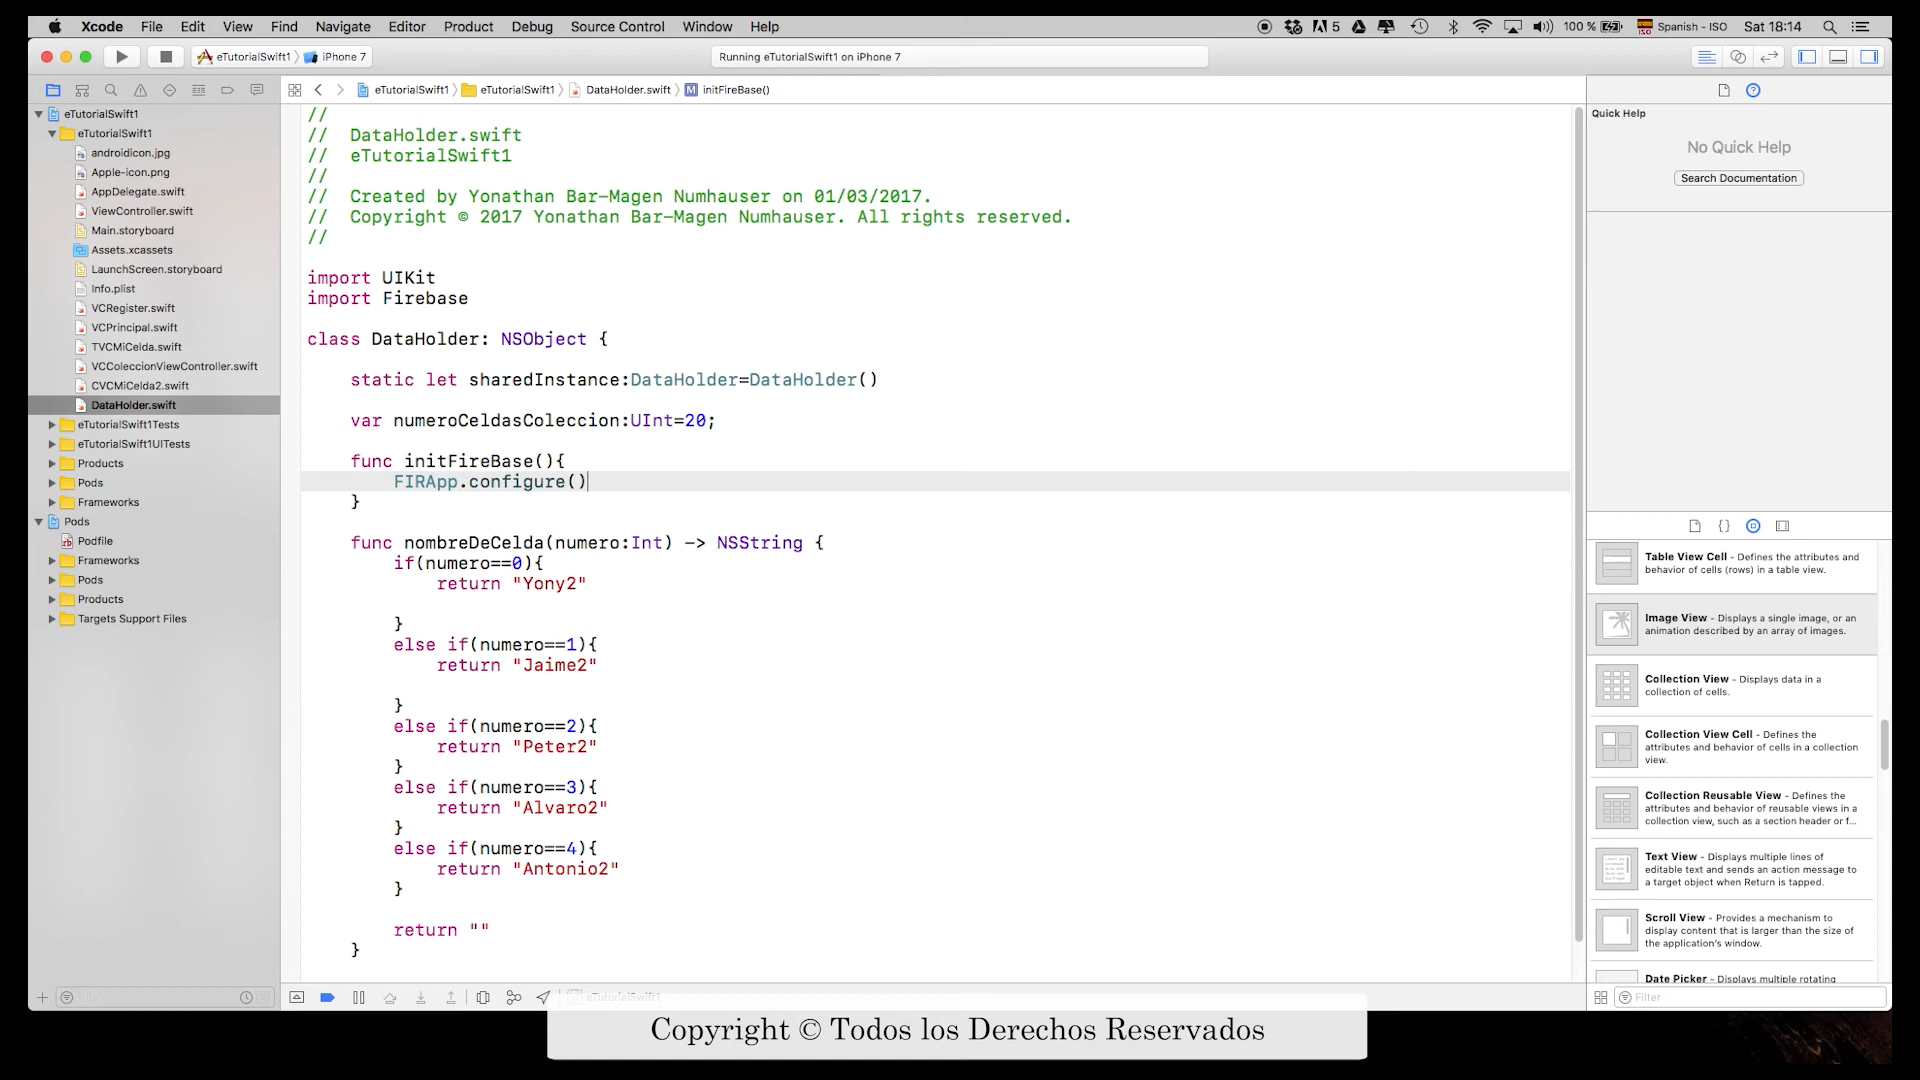 Xcode File Edit View Find Navigate Editor Product Debug Source Control Window Help 5 100 % Spanish - ISO Sat 18:14
eTutorialSwift1 iPhone 7 Running eTutorialSwift1 on iPhone 7
eTutorialSwift1 eTutorialSwift1 DataHolder.swift M initFireBase()
eTutorialSwift1
eTutorialSwift1
androidicon.jpg
Apple-icon.png
AppDelegate.swift
ViewController.swift
Main.storyboard
Assets.xcassets
LaunchScreen.storyboard
Info.plist
VCRegister.swift
VCPrincipal.swift
TVCMiCelda.swift
VCColeccionViewController.swift
CVCMiCelda2.swift
DataHolder.swift
eTutorialSwift1Tests
eTutorialSwift1UITests
Products
Pods
Frameworks
Pods
Podfile
Frameworks
Pods
Products
Targets Support Files
//
// DataHolder.swift
// eTutorialSwift1
//
// Created by Yonathan Bar-Magen Numhauser on 01/03/2017.
// Copyright © 2017 Yonathan Bar-Magen Numhauser. All rights reserved.
//
import UIKit
import Firebase
class DataHolder: NSObject {
static let sharedInstance:DataHolder=DataHolder()
var numeroCeldasColeccion:UInt=20;
func initFireBase(){
FIRApp.configure()
}
func nombreDeCelda(numero:Int) -> NSString {
if(numero==0){
return "Yony2"
}
else if(numero==1){
return "Jaime2"
}
else if(numero==2){
return "Peter2"
}
else if(numero==3){
return "Alvaro2"
}
else if(numero==4){
return "Antonio2"
}
return ""
}
eTutorialSwift1
Quick Help
No Quick Help
Search Documentation
Table View Cell - Defines the attributes and
behavior of cells (rows) in a table view.
Image View - Displays a single image, or an
animation described by an array of images.
Collection View - Displays data in a
collection of cells.
Collection View Cell - Defines the
attributes and behavior of cells in a collection
view.
Collection Reusable View - Defines the
attributes and behavior of reusable views in a
collection view, such as a section header or f...
Text View - Displays multiple lines of
editable text and sends an action message to
a target object when Return is tapped.
Scroll View - Provides a mechanism to
display content that is larger than the size of
the application's window.
Date Picker - Displays multiple rotating
Filter
Copyright © Todos los Derechos Reservados